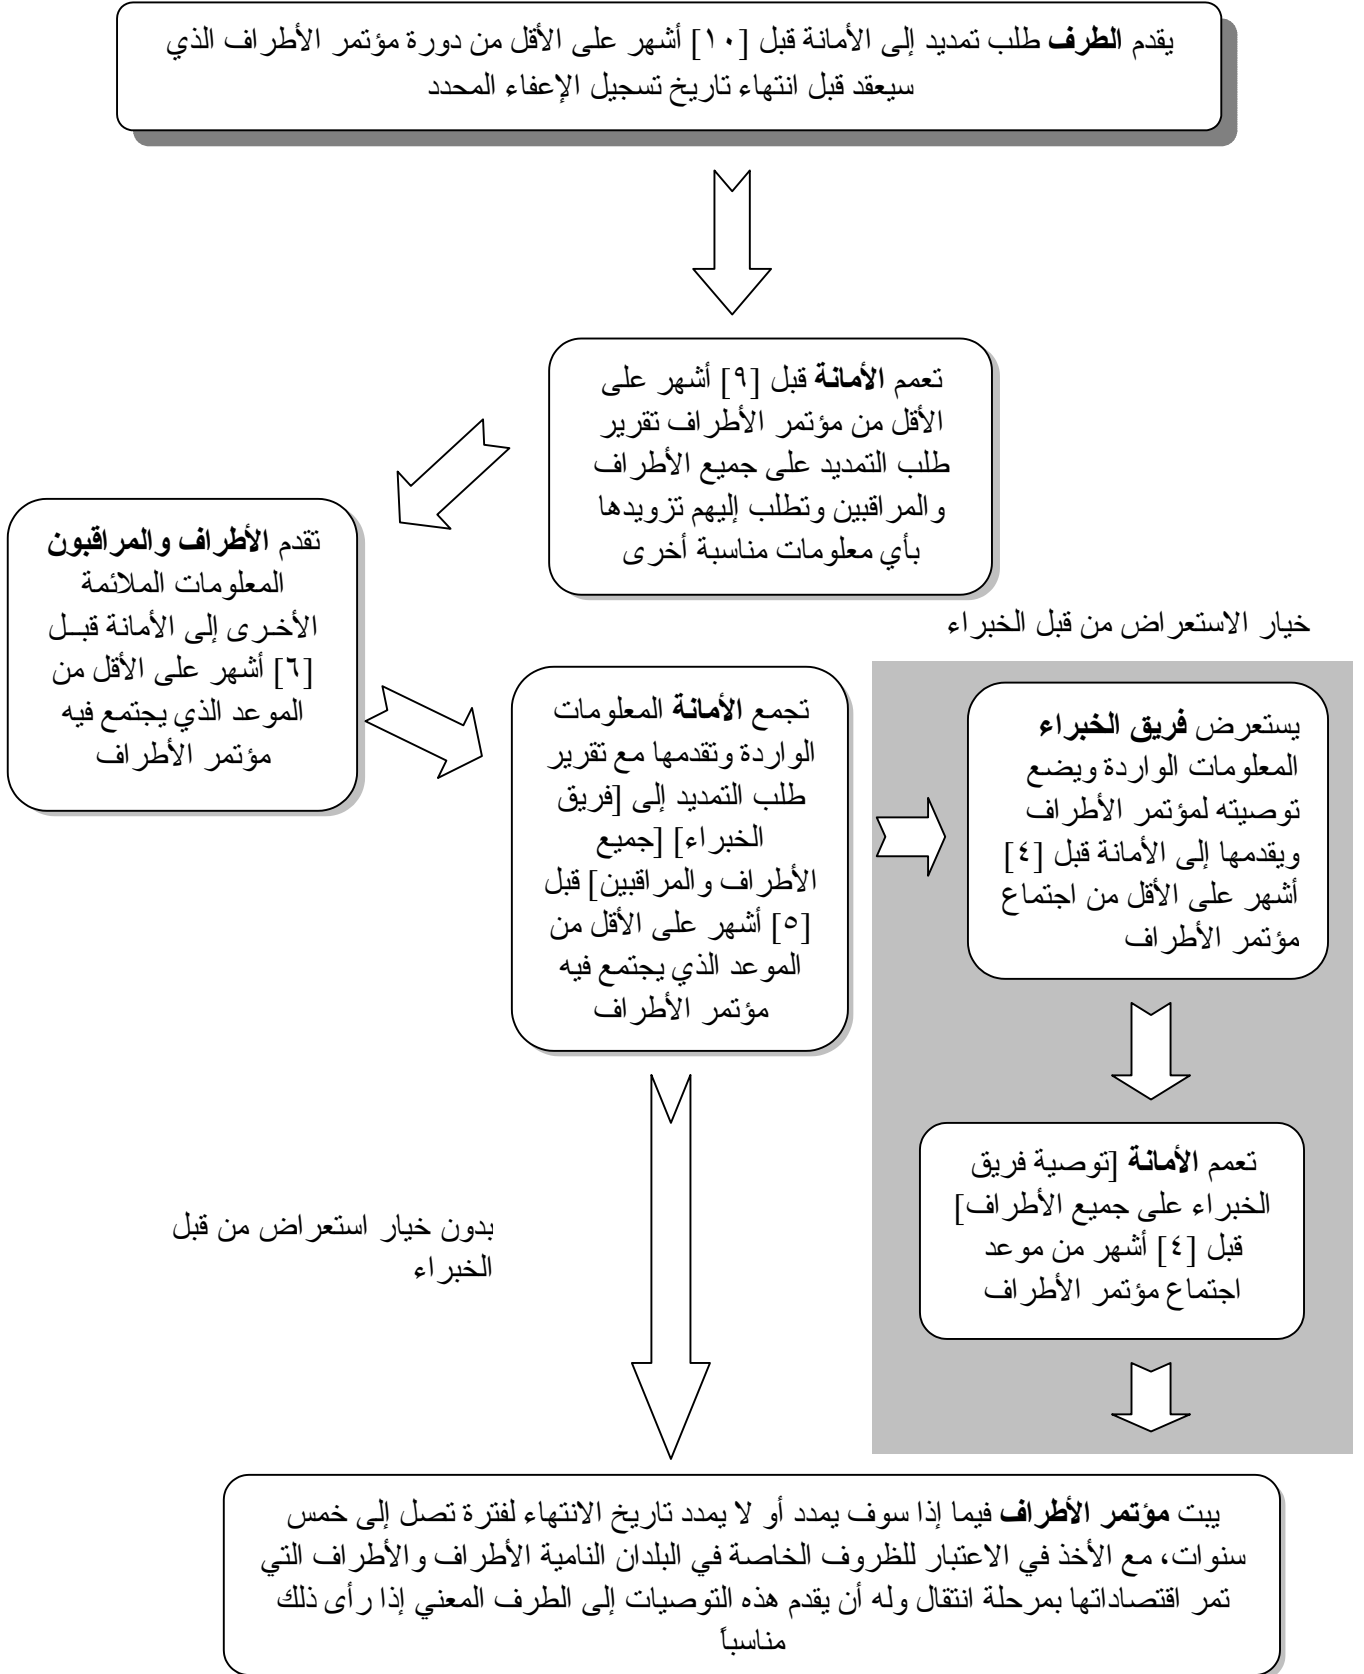 يقدم الطرف طلب تمديد إلى الأمانة قبل [١٠] أشهر على الأقل من دورة مؤتمر الأطراف الذي
سيعقد قبل انتهاء تاريخ تسجيل الإعفاء المحدد
تعمم الأمانة قبل [٩] أشهر على
الأقل من مؤتمر الأطراف تقرير
طلب التمديد على جميع الأطراف
والمراقبين وتطلب إليهم تزويدها
بأي معلومات مناسبة أخرى
تقدم الأطراف والمراقبون
المعلومات الملائمة
الأخرى إلى الأمانة قبل
[٦] أشهر على الأقل من
الموعد الذي يجتمع فيه
مؤتمر الأطراف
تجمع الأمانة المعلومات
الواردة وتقدمها مع تقرير
طلب التمديد إلى [فريق
الخبراء] [جميع
الأطراف والمراقبين] قبل
[٥] أشهر على الأقل من
الموعد الذي يجتمع فيه
مؤتمر الأطراف
خيار الاستعراض من قبل الخبراء
يستعرض فريق الخبراء
المعلومات الواردة ويضع
توصيته لمؤتمر الأطراف
ويقدمها إلى الأمانة قبل [٤]
أشهر على الأقل من اجتماع
مؤتمر الأطراف
تعمم الأمانة [توصية فريق
الخبراء على جميع الأطراف]
قبل [٤] أشهر من موعد
اجتماع مؤتمر الأطراف
بدون خيار استعراض من قبل
الخبراء
يبت مؤتمر الأطراف فيما إذا سوف يمدد أو لا يمدد تاريخ الانتهاء لفترة تصل إلى خمس
سنوات، مع الأخذ في الاعتبار للظروف الخاصة في البلدان النامية الأطراف والأطراف التي
تمر اقتصاداتها بمرحلة انتقال وله أن يقدم هذه التوصيات إلى الطرف المعني إذا رأى ذلك
مناسباً